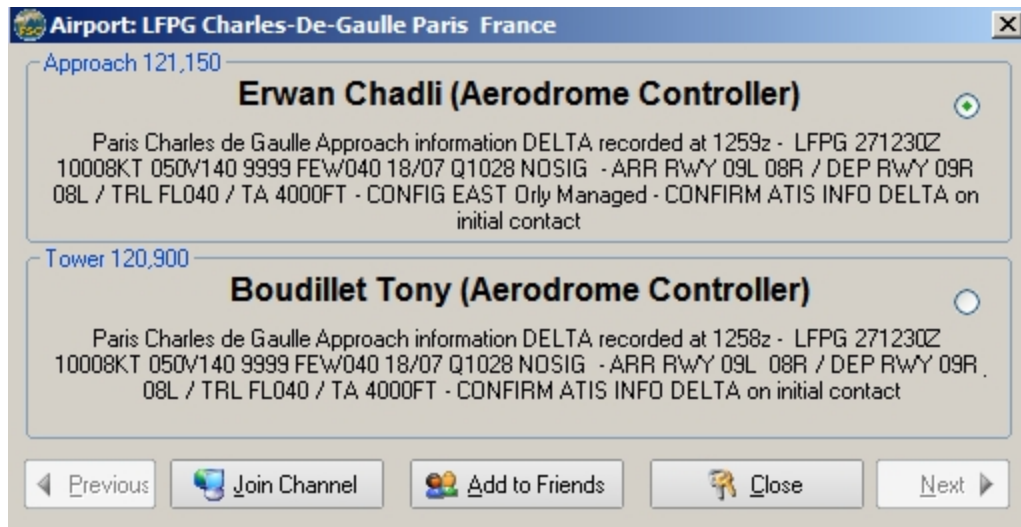 Airport: LFPG Charles-De-Gaulle Paris France
Approach 121,150
Erwan Chadli (Aerodrome Controller)
Paris Charles de Gaulle Approach information DELTA recorded at 1259z - LFPG 271230Z
10008KT 050V140 9999 FEW040 18/07 Q1028 NOSIG - ARR RWY 09L 08R / DEP RWY 09R
08L / TRL FL040 / TA 4000FT - CONFIG EAST Orly Managed - CONFIRM ATIS INFO DELTA on
initial contact
Tower 120,900
Boudillet Tony (Aerodrome Controller)
Paris Charles de Gaulle Approach information DELTA recorded at 1258z - LFPG 271230Z
10008KT 050V140 9999 FEW040 18/07 Q1028 NOSIG - ARR RWY 09L 08R / DEP RWY 09R
08L / TRL FL040 / TA 4000FT - CONFIRM ATIS INFO DELTA on initial contact
Previous Join Channel Add to Friends Close Next